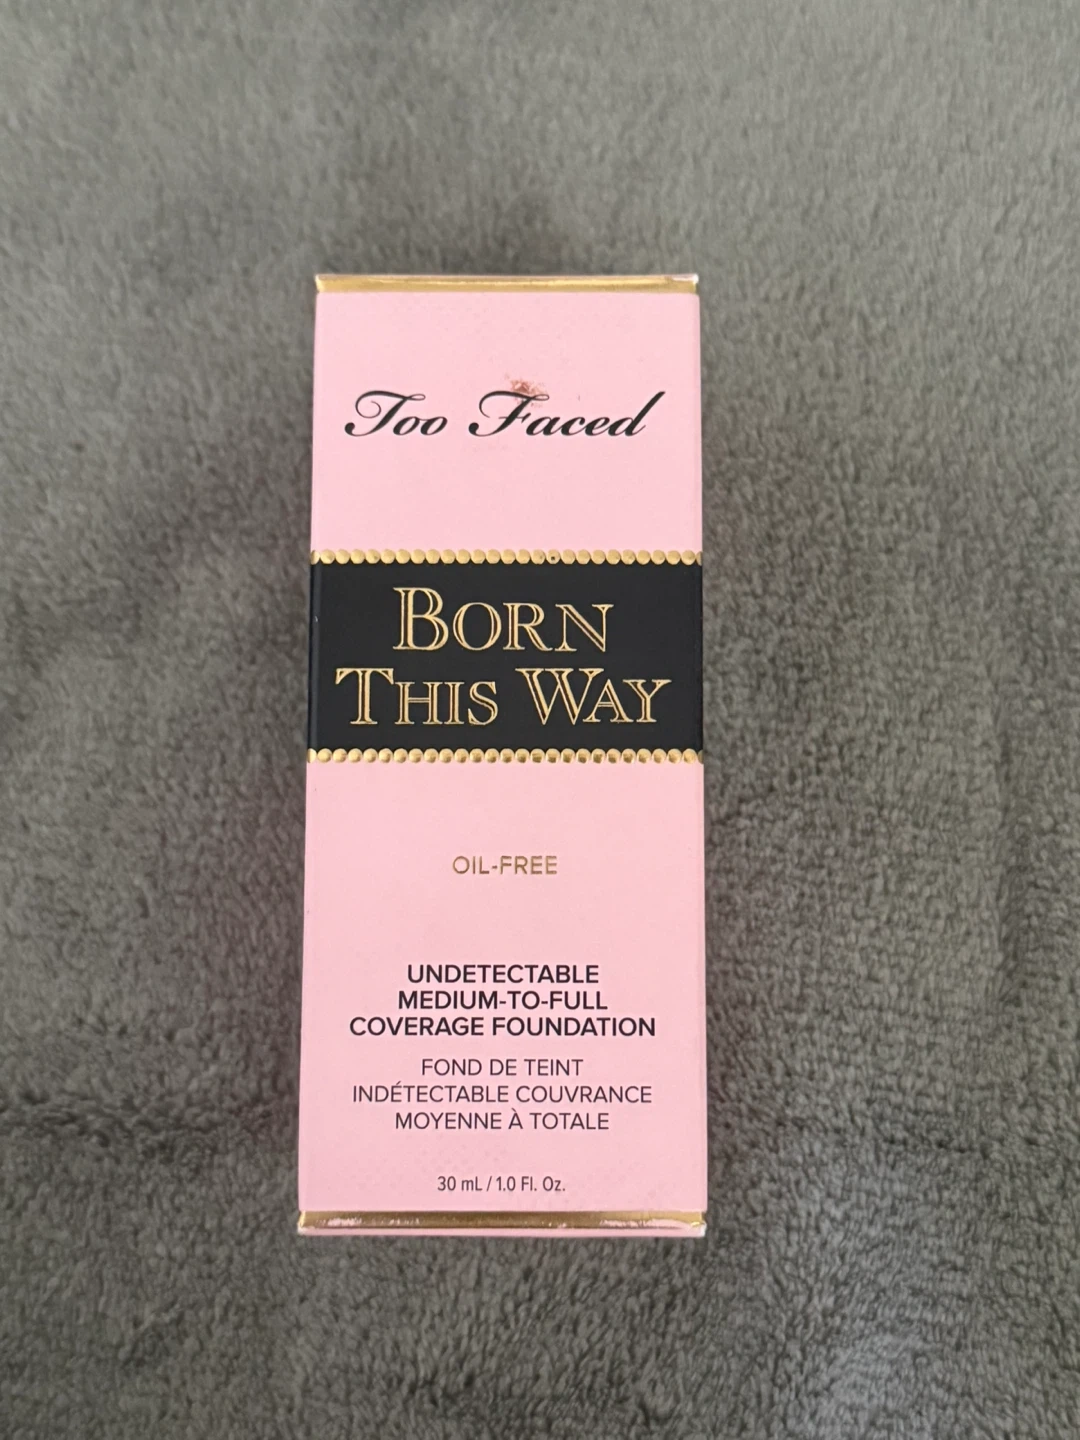 Too Faced
BORN
THIS WAY
OIL-FREE
UNDETECTABLE
MEDIUM-TO-FULL
COVERAGE FOUNDATION
FOND DE TEINT
INDÉTECTABLE COUVRANCE
MOYENNE À TOTALE
30 mL / 1.0 Fl. Oz.